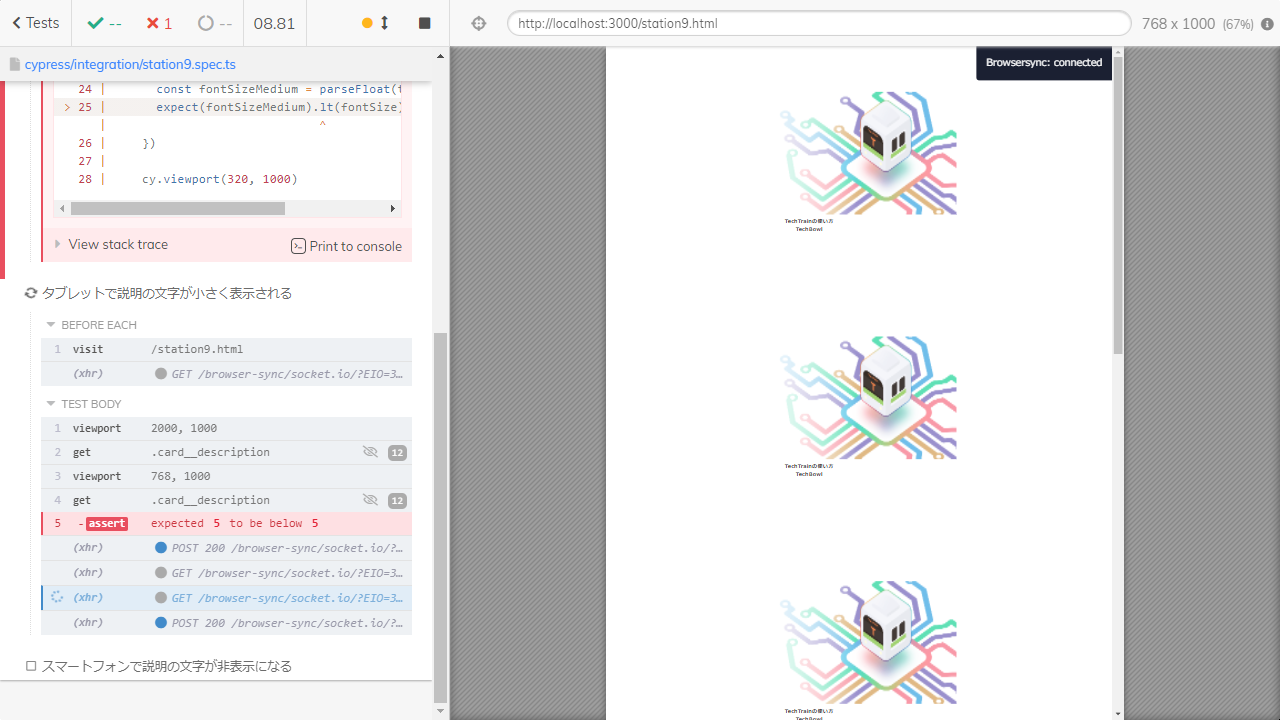 Tests
--
1
--
08.81
http://localhost:3000/station9.html
768 x 1000 (67%)
cypress/integration/station9.spec.ts
24 | const fontSizeMedium = parseFloat(
> 25 | expect(fontSizeMedium).lt(fontSize)
| ^
26 | })
27 |
28 | cy.viewport(320, 1000)
View stack trace
Print to console
タブレットで説明の文字が小さく表示される
BEFORE EACH
1 visit /station9.html
(xhr) GET /browser-sync/socket.io/?EIO=3…
TEST BODY
1 viewport 2000, 1000
2 get .card__description 12
3 viewport 768, 1000
4 get .card__description 12
5 -assert expected 5 to be below 5
(xhr) POST 200 /browser-sync/socket.io/?…
(xhr) GET /browser-sync/socket.io/?EIO=3…
(xhr) GET /browser-sync/socket.io/?EIO=3…
(xhr) POST 200 /browser-sync/socket.io/?…
スマートフォンで説明の文字が非表示になる
Browsersync: connected
TechTrainの使い方
TechBowl
TechTrainの使い方
TechBowl
TechTrainの使い方
TechBowl